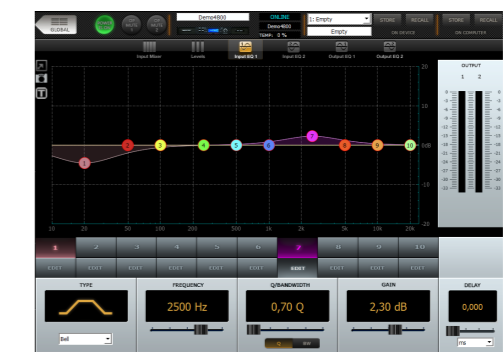 GLOBAL
MUTE
1
MUTE
2
Demo4800
ONLINE
Demo4800
TEMP: 0 %
1: Empty
Empty
STORE RECALL
ON DEVICE
STORE RECALL
ON COMPUTER
Input Mixer Levels Input EQ 1 Input EQ 2 Output EQ 1 Output EQ 2
T
20
10
0dB
-10
-20
1 2 3 4 5 6 7 8 9 10
10 20 50 100 200 500 1k 2k 5k 10k 20k
OUTPUT
1 2
1 2 3 4 5 6 7 8 9 10
EDIT EDIT EDIT EDIT EDIT EDIT EDIT EDIT EDIT EDIT
TYPE FREQUENCY Q/BANDWIDTH GAIN DELAY
2500 Hz 0,70 Q 2,30 dB 0,000
Bell
Q BW
ms